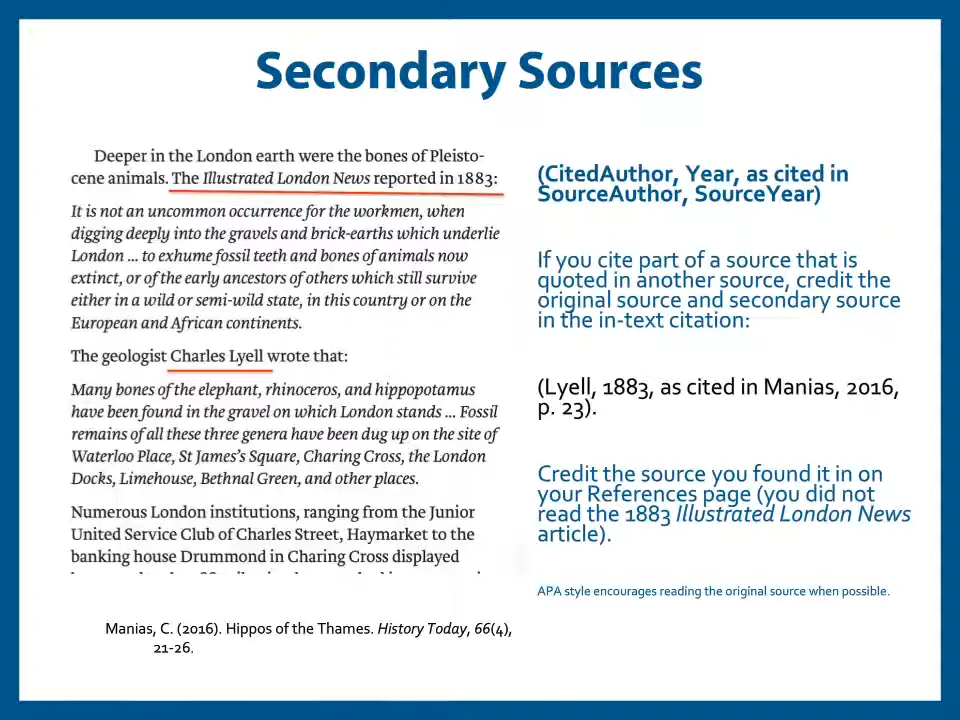 Secondary Sources
Deeper in the London earth were the bones of Pleisto-
cene animals. The Illustrated London News reported in 1883:
It is not an uncommon occurrence for the workmen, when
digging deeply into the gravels and brick-earths which underlie
London ... to exhume fossil teeth and bones of animals now
extinct, or of the early ancestors of others which still survive
either in a wild or semi-wild state, in this country or on the
European and African continents.
The geologist Charles Lyell wrote that:
Many bones of the elephant, rhinoceros, and hippopotamus
have been found in the gravel on which London stands ... Fossil
remains of all these three genera have been dug up on the site of
Waterloo Place, St James's Square, Charing Cross, the London
Docks, Limehouse, Bethnal Green, and other places.
Numerous London institutions, ranging from the Junior
United Service Club of Charles Street, Haymarket to the
banking house Drummond in Charing Cross displayed
Manias, C. (2016). Hippos of the Thames. History Today, 66(4),
21-26.
(CitedAuthor, Year, as cited in
SourceAuthor, SourceYear)
If you cite part of a source that is
quoted in another source, credit the
original source and secondary source
in the in-text citation:
(Lyell, 1883, as cited in Manias, 2016,
p. 23).
Credit the source you found it in on
your References page (you did not
read the 1883 Illustrated London News
article).
APA style encourages reading the original source when possible.